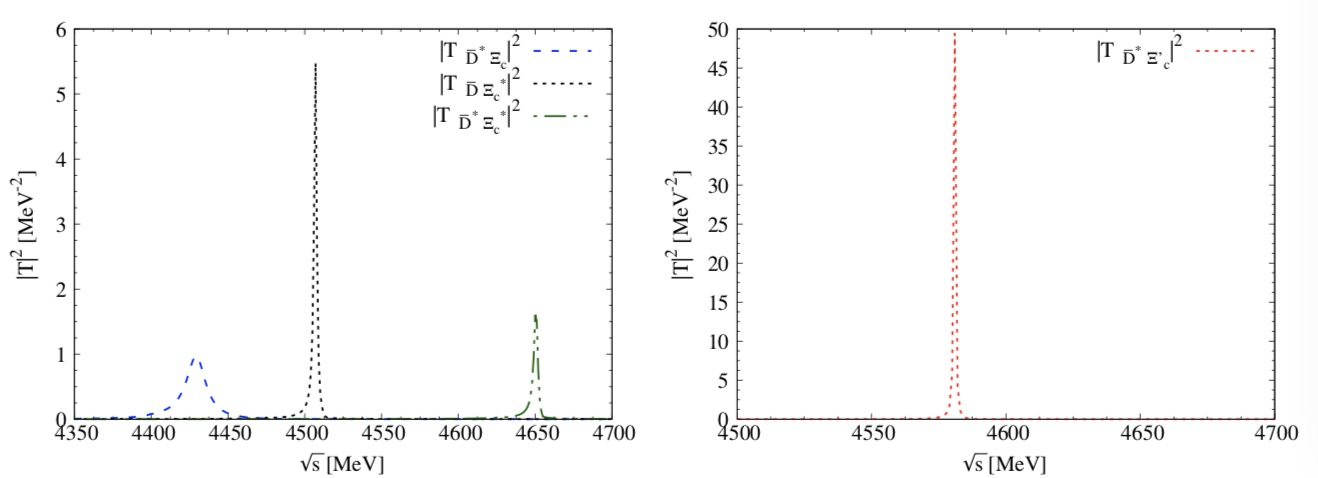 6
5
4
3
2
1
0
|T|² [MeV⁻²]
|T D̄* Ξc|²
|T D̄ Ξc*|²
|T D̄* Ξc*|²
4350 4400 4450 4500 4550 4600 4650 4700
√s [MeV]
50
45
40
35
30
25
20
15
10
5
0
|T|² [MeV⁻²]
|T D̄* Ξ'c|²
4500 4550 4600 4650 4700
√s [MeV]